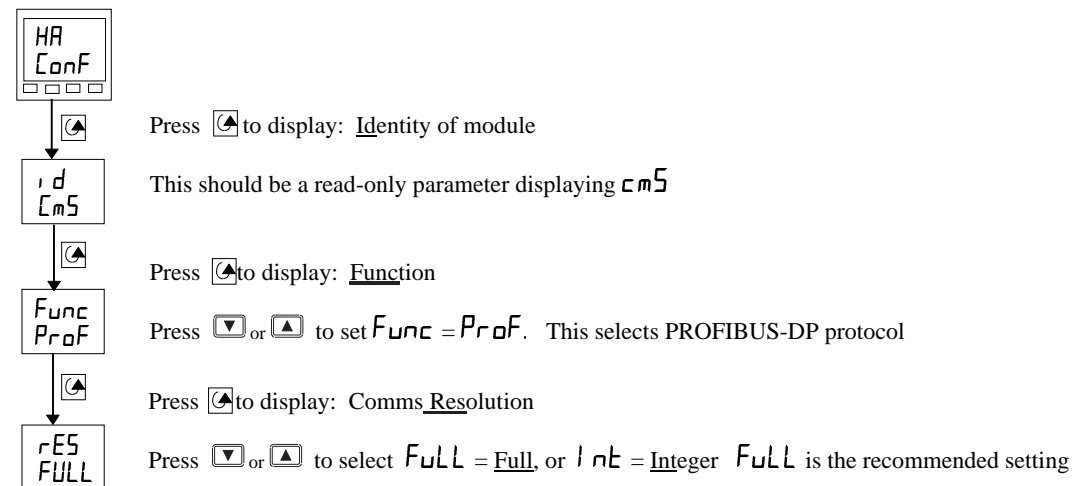 HA
ConF
Press to display: Identity of module
id
CmS
This should be a read-only parameter displaying cmS
Press to display: Function
Func
ProF
Press or to set Func = ProF. This selects PROFIBUS-DP protocol
Press to display: Comms Resolution
rES
FULL
Press or to select FuLL = Full, or Int = Integer FuLL is the recommended setting